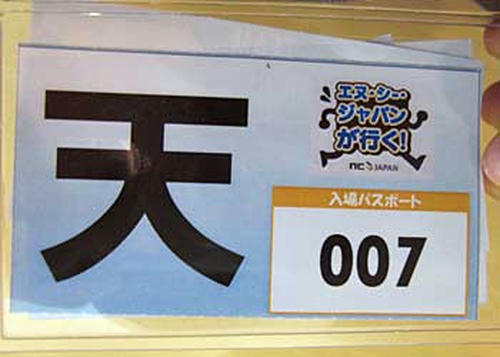 天
エヌ・シー・
ジャパン
が行く!
nc JAPAN
入場パスポート
007